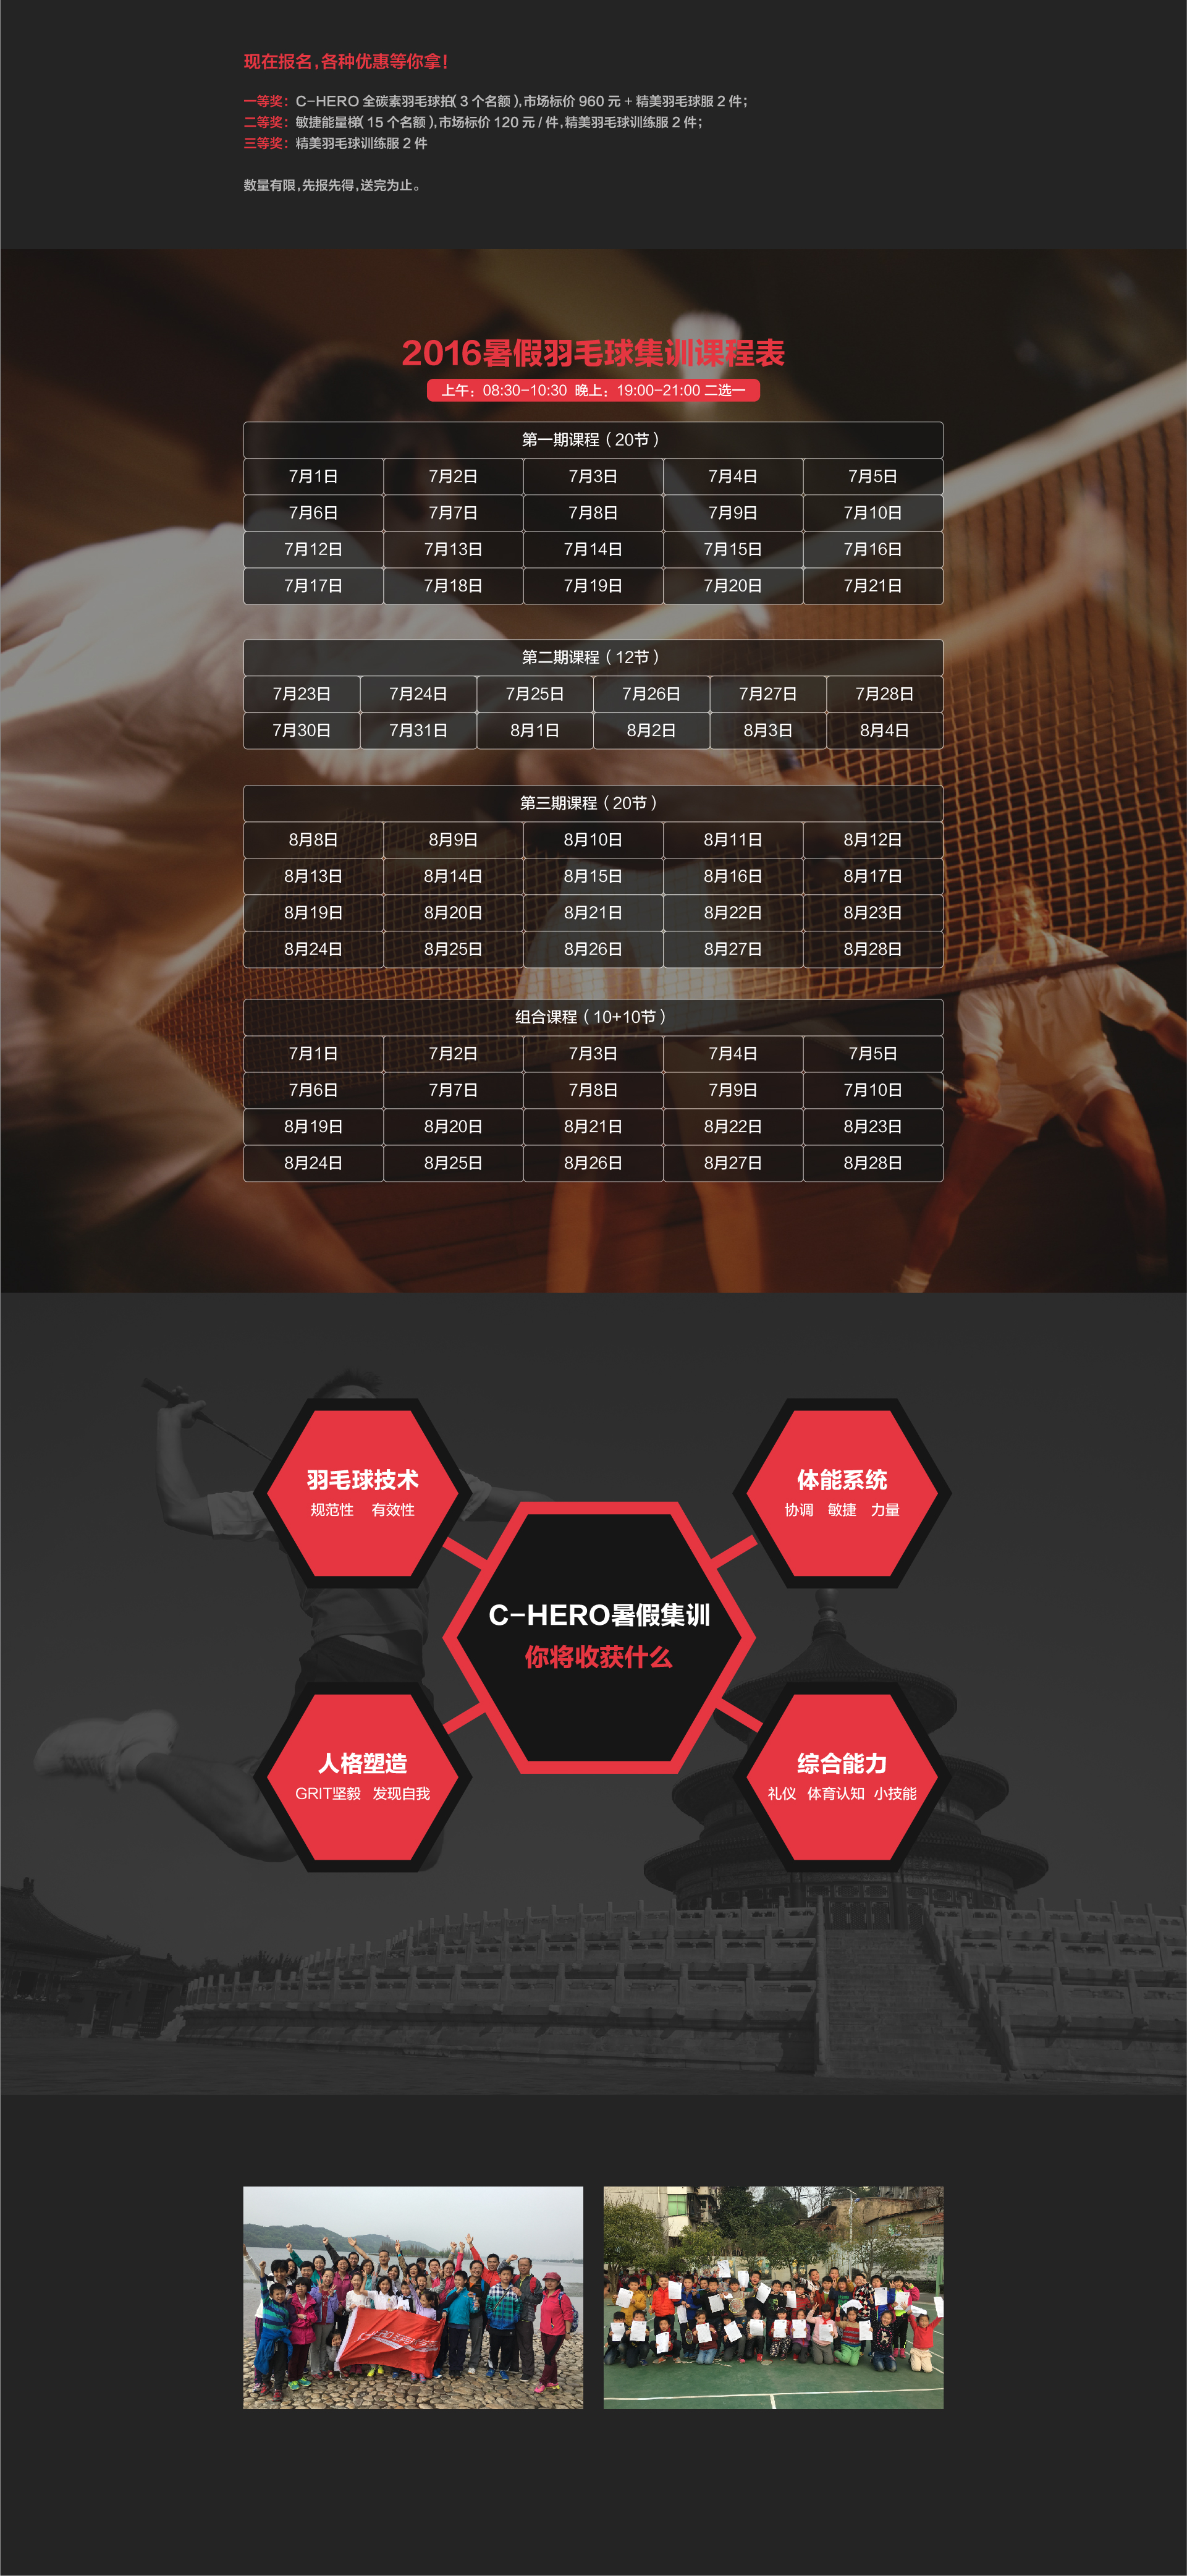 现在报名,各种优惠等你拿!
一等奖：C-HERO 全碳素羽毛球拍( 3 个名额 ),市场标价 960 元 + 精美羽毛球服 2 件;
二等奖：敏捷能量梯( 15 个名额 ),市场标价 120 元 / 件,精美羽毛球训练服 2 件;
三等奖：精美羽毛球训练服 2 件
数量有限,先报先得,送完为止。
2016暑假羽毛球集训课程表
上午：08:30-10:30 晚上：19:00-21:00 二选一
第一期课程（20节）
7月1日 7月2日 7月3日 7月4日 7月5日
7月6日 7月7日 7月8日 7月9日 7月10日
7月12日 7月13日 7月14日 7月15日 7月16日
7月17日 7月18日 7月19日 7月20日 7月21日
第二期课程（12节）
7月23日 7月24日 7月25日 7月26日 7月27日 7月28日
7月30日 7月31日 8月1日 8月2日 8月3日 8月4日
第三期课程（20节）
8月8日 8月9日 8月10日 8月11日 8月12日
8月13日 8月14日 8月15日 8月16日 8月17日
8月19日 8月20日 8月21日 8月22日 8月23日
8月24日 8月25日 8月26日 8月27日 8月28日
组合课程（10+10节）
7月1日 7月2日 7月3日 7月4日 7月5日
7月6日 7月7日 7月8日 7月9日 7月10日
8月19日 8月20日 8月21日 8月22日 8月23日
8月24日 8月25日 8月26日 8月27日 8月28日
羽毛球技术
规范性 有效性
体能系统
协调 敏捷 力量
C-HERO暑假集训
你将收获什么
人格塑造
GRIT坚毅 发现自我
综合能力
礼仪 体育认知 小技能